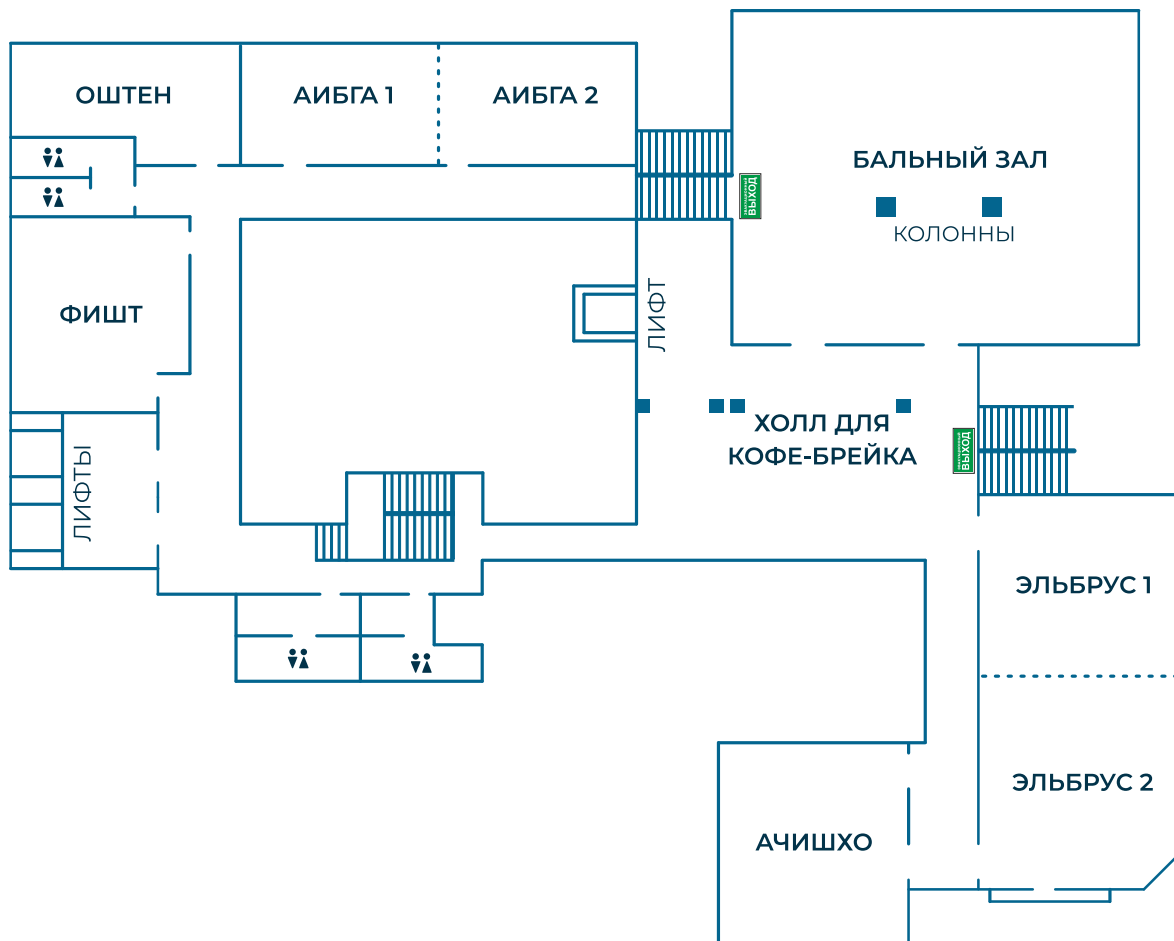 ОШТЕН
АИБГА 1
АИБГА 2
БАЛЬНЫЙ ЗАЛ
ВЫХОД
КОЛОННЫ
ФИШТ
ЛИФТ
ХОЛЛ ДЛЯ
КОФЕ-БРЕЙКА
ВЫХОД
ЛИФТЫ
ЭЛЬБРУС 1
ЭЛЬБРУС 2
АЧИШХО